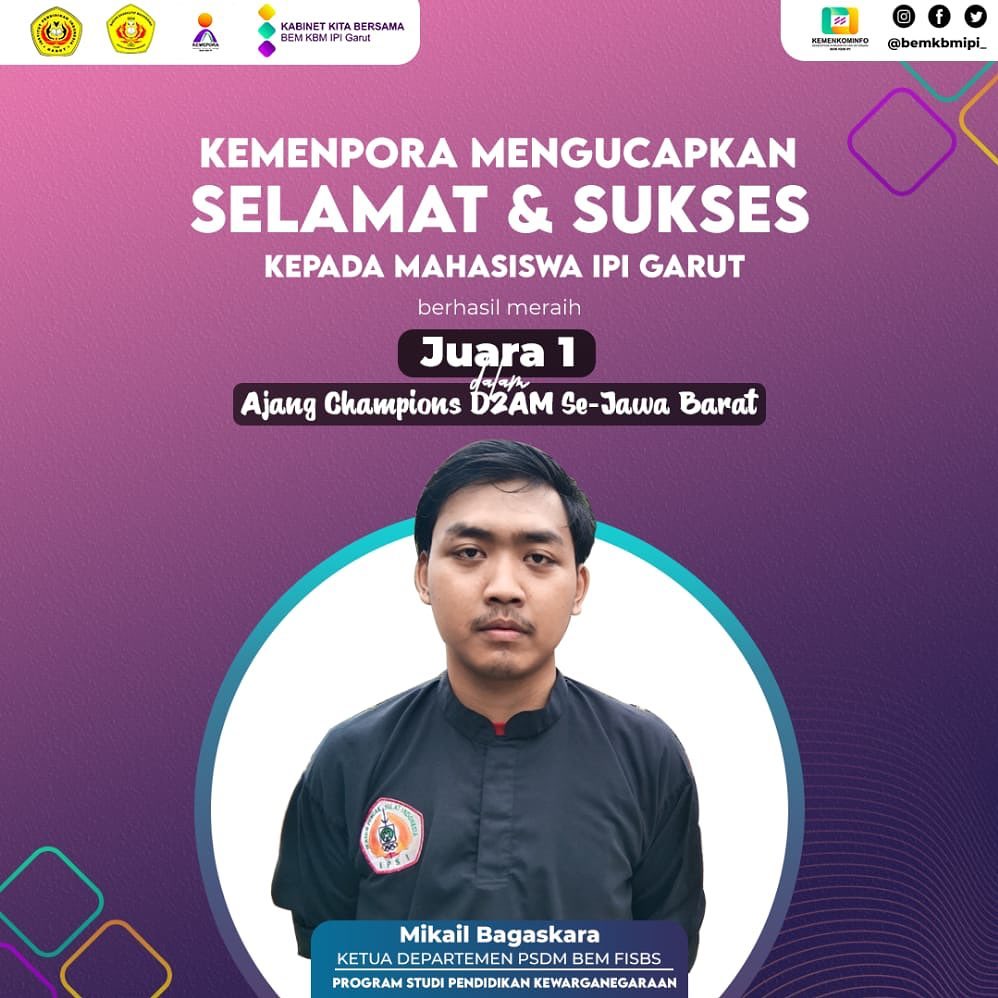 KEMEPORA
KABINET KITA BERSAMA
BEM KBM IPI Garut
KEMENKOMINFO
@bemkbmipi_
KEMENPORA MENGUCAPKAN
SELAMAT & SUKSES
KEPADA MAHASISWA IPI GARUT
berhasil meraih
Juara 1
dalam
Ajang Champions D2AM Se-Jawa Barat
IPSI
Mikail Bagaskara
KETUA DEPARTEMEN PSDM BEM FISBS
PROGRAM STUDI PENDIDIKAN KEWARGANEGARAAN